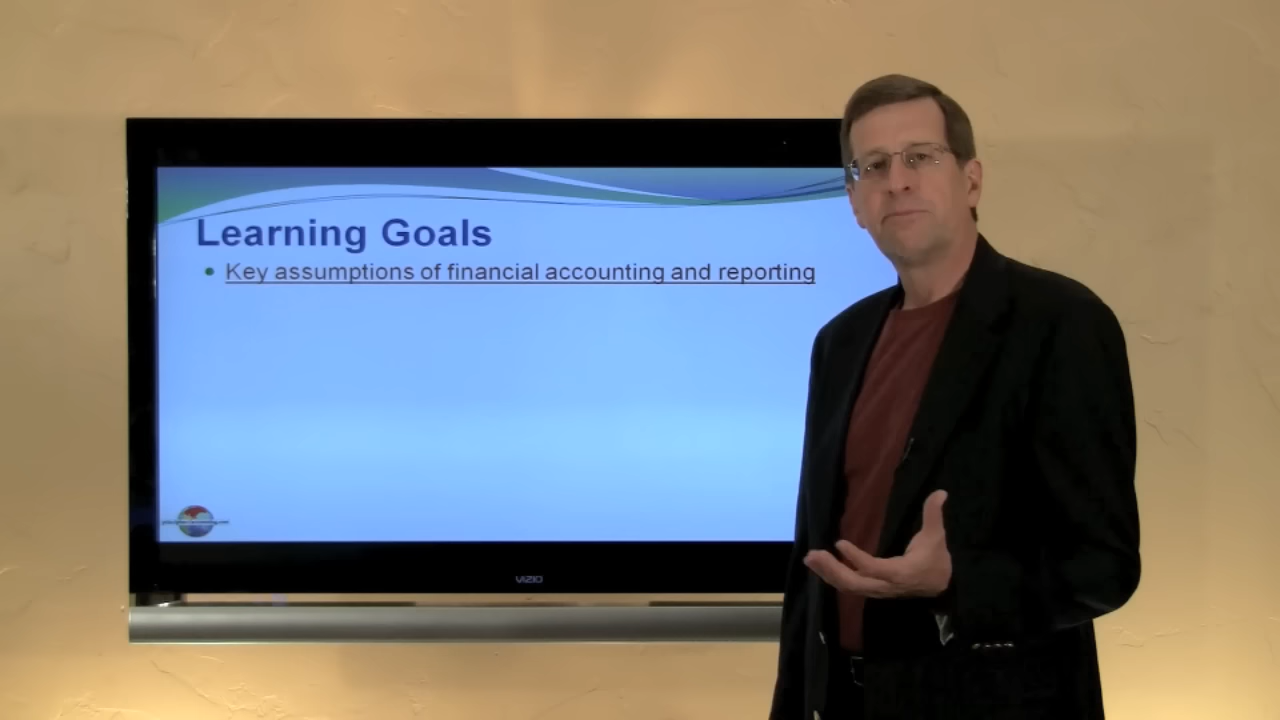 Learning Goals
• Key assumptions of financial accounting and reporting
VIZIO